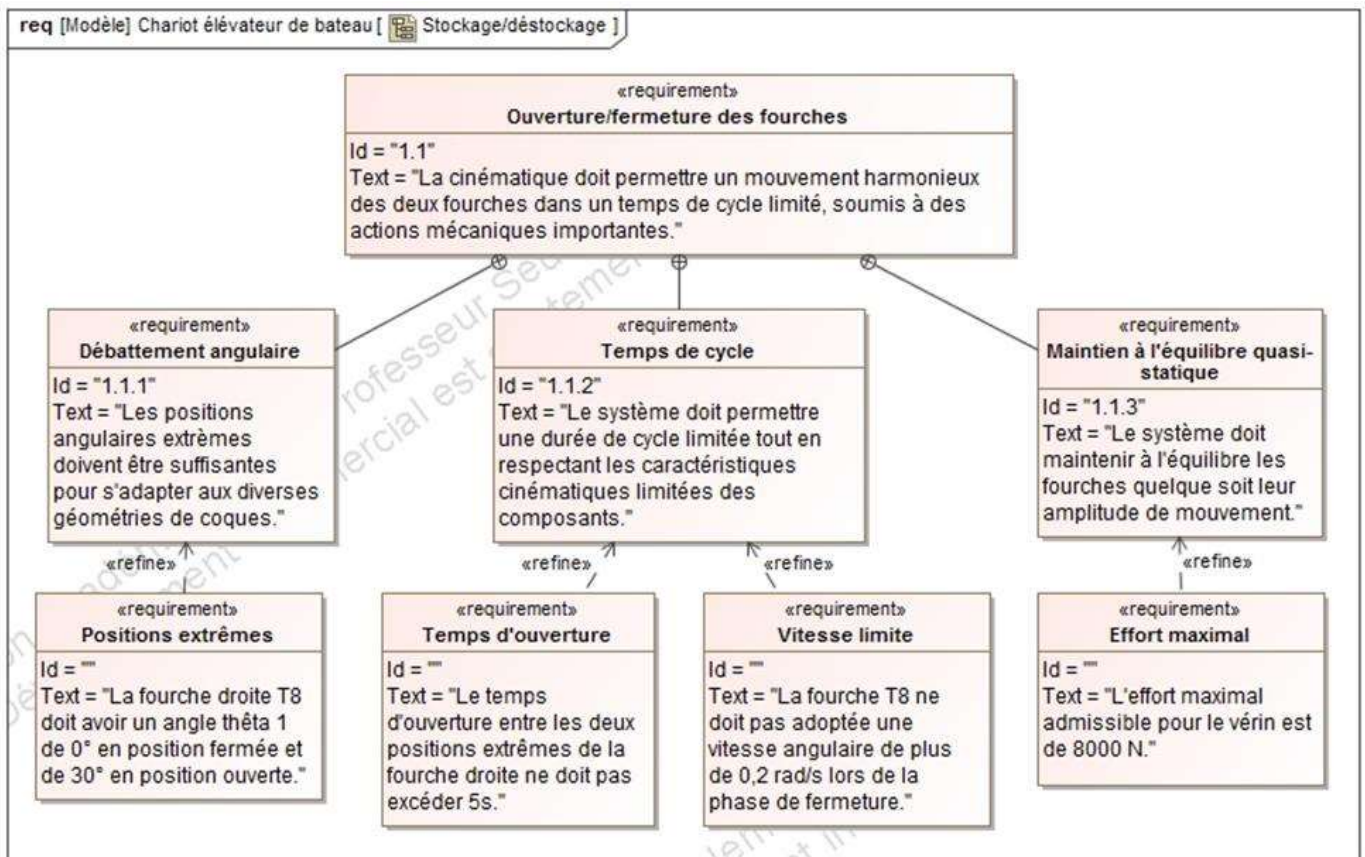 req [Modèle] Chariot élévateur de bateau [ Stockage/déstockage ]
«requirement»
Ouverture/fermeture des fourches
Id = "1.1"
Text = "La cinématique doit permettre un mouvement harmonieux
des deux fourches dans un temps de cycle limité, soumis à des
actions mécaniques importantes."
«requirement»
Débattement angulaire
Id = "1.1.1"
Text = "Les positions
angulaires extrèmes
doivent être suffisantes
pour s'adapter aux diverses
géométries de coques."
«requirement»
Temps de cycle
Id = "1.1.2"
Text = "Le système doit permettre
une durée de cycle limitée tout en
respectant les caractéristiques
cinématiques limitées des
composants."
«requirement»
Maintien à l'équilibre quasi-
statique
Id = "1.1.3"
Text = "Le système doit
maintenir à l'équilibre les
fourches quelque soit leur
amplitude de mouvement."
«refine»
«refine»
«refine»
«refine»
«requirement»
Positions extrêmes
Id = ""
Text = "La fourche droite T8
doit avoir un angle thêta 1
de 0° en position fermée et
de 30° en position ouverte."
«requirement»
Temps d'ouverture
Id = ""
Text = "Le temps
d'ouverture entre les deux
positions extrêmes de la
fourche droite ne doit pas
excéder 5s."
«requirement»
Vitesse limite
Id = ""
Text = "La fourche T8 ne
doit pas adoptée une
vitesse angulaire de plus
de 0,2 rad/s lors de la
phase de fermeture."
«requirement»
Effort maximal
Id = ""
Text = "L'effort maximal
admissible pour le vérin est
de 8000 N."